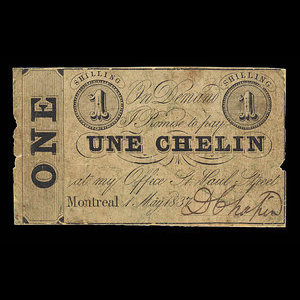 ONE
SHILLING 1
SHILLING 1
On Demand
I Promise to pay
UNE CHELIN
at my Office St. Paul Street
Montreal 1 May 1837
D Chapin